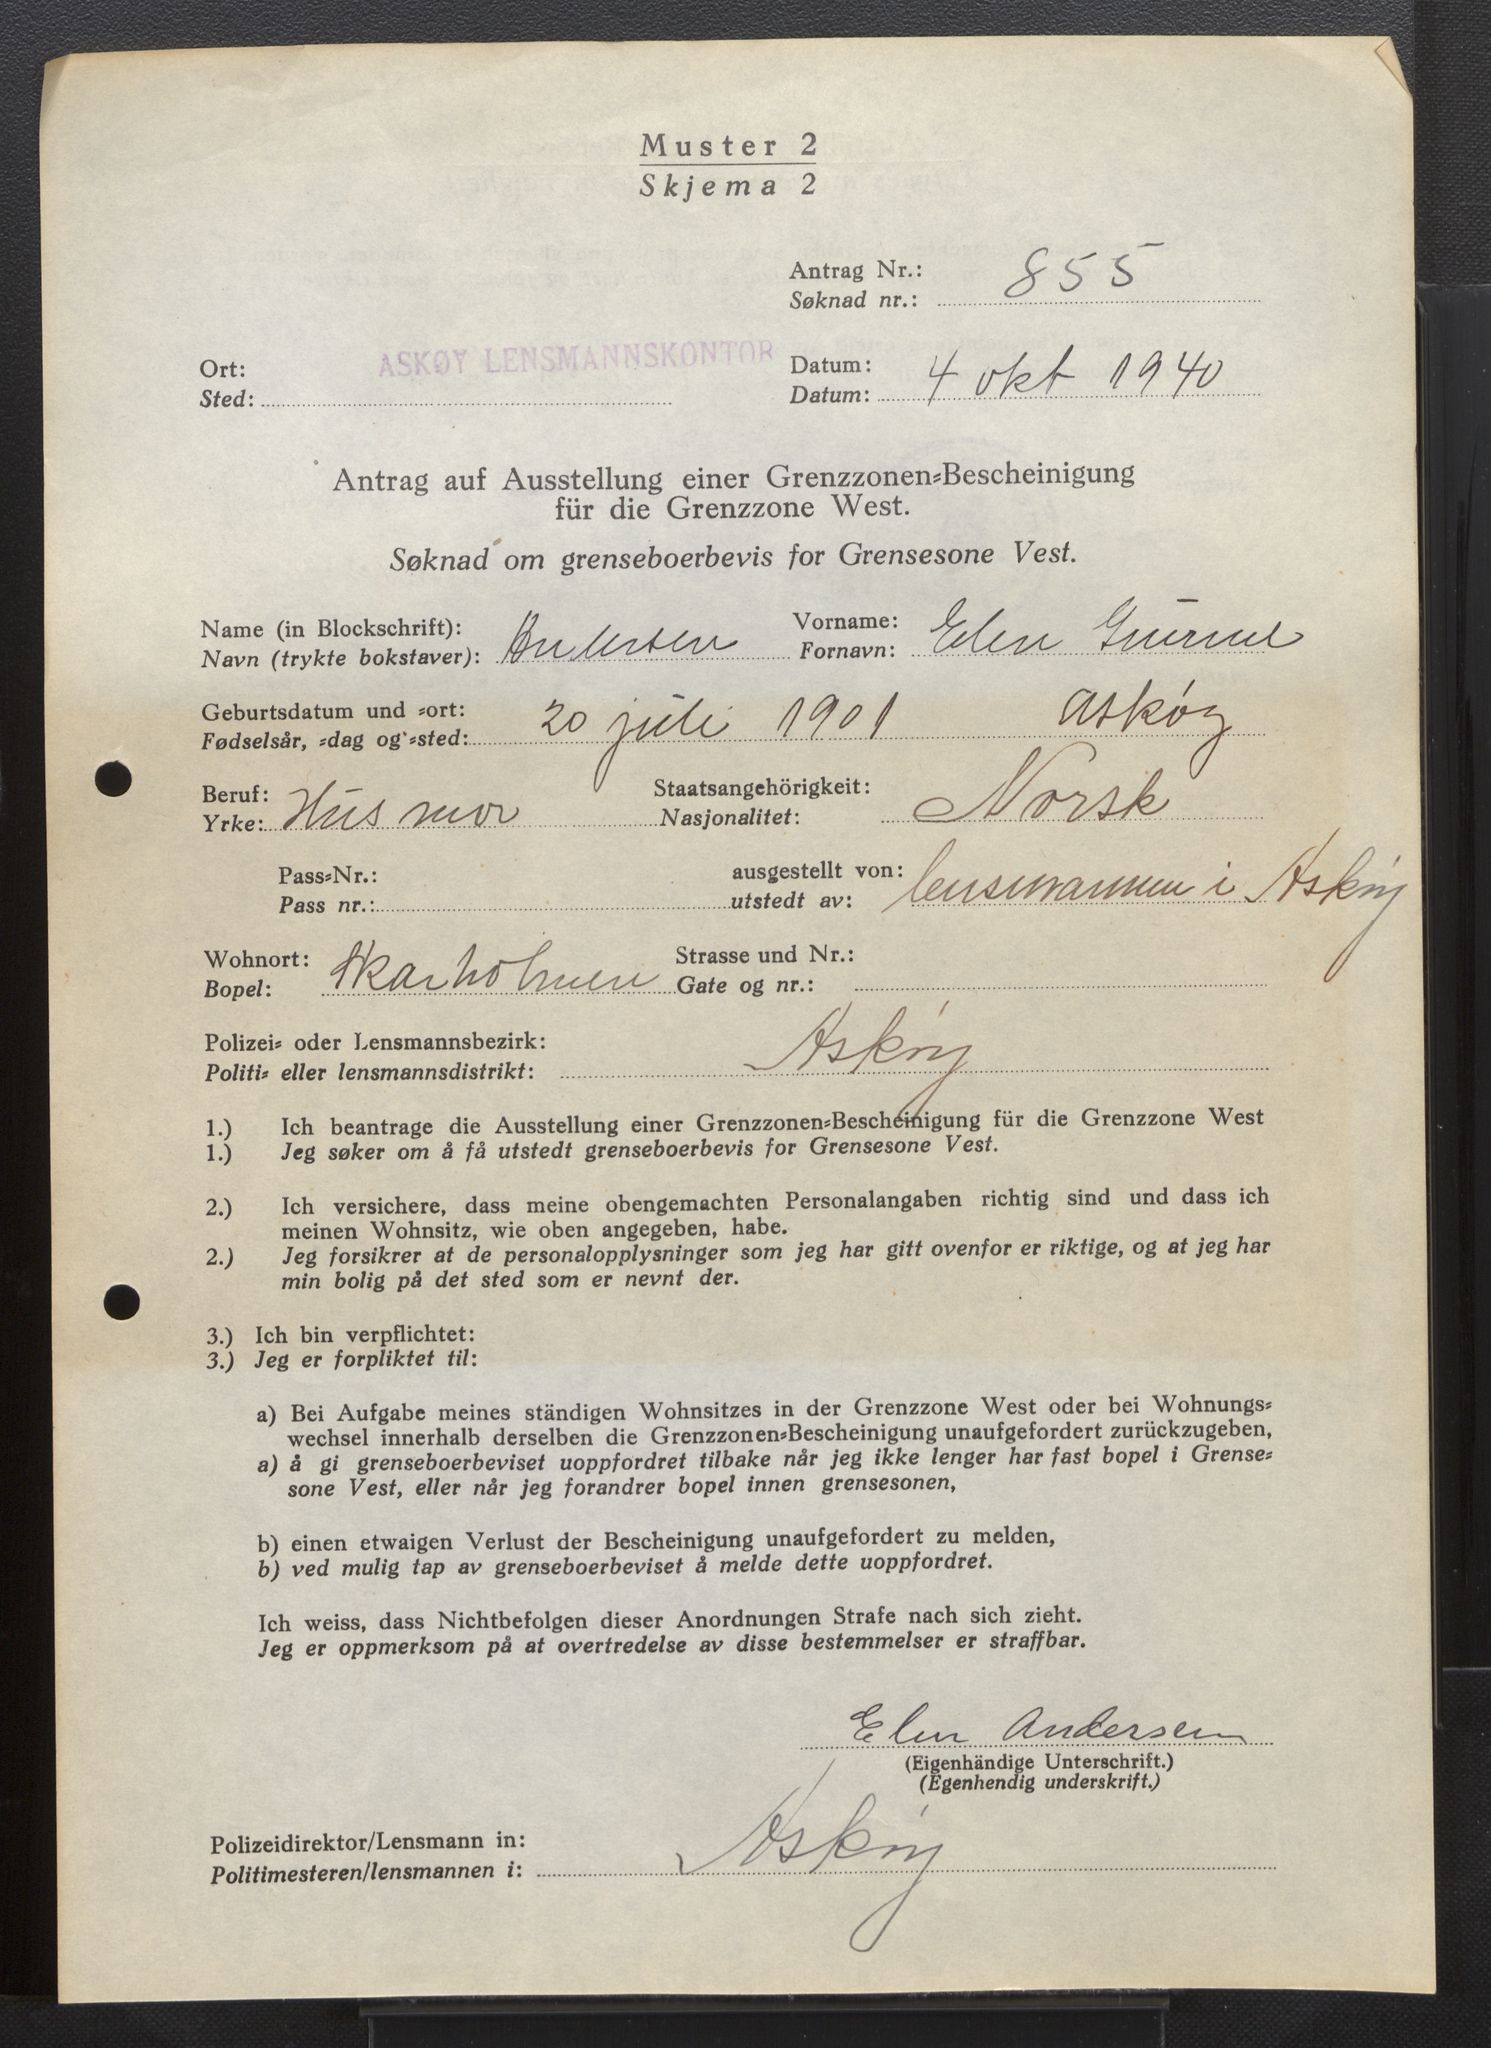 Muster 2
Skjema 2
Antrag Nr.:
Søknad nr.: 855
Ort:
Sted: ASKØY LENSMANNSKONTOR
Datum:
Datum: 4 okt 1940
Antrag auf Ausstellung einer Grenzzonen=Bescheinigung
für die Grenzzone West.
Søknad om grenseboerbevis for Grensesone Vest.
Name (in Blockschrift): Vorname:
Navn (trykte bokstaver): Andersen Fornavn: Elen
Geburtsdatum und =ort:
Fødselsår, =dag og =sted: 20 juli 1901 Askøy
Beruf: Staatsangehörigkeit:
Yrke: Husmor Nasjonalitet: Norsk
Pass=Nr.: ausgestellt von:
Pass nr.: utstedt av: lensmannen i Askøy
Wohnort: Strasse und Nr.:
Bopel: Skarholmen Gate og nr.:
Polizei= oder Lensmannsbezirk:
Politi= eller lensmannsdistrikt: Askøy
1.) Ich beantrage die Ausstellung einer Grenzzonen=Bescheinigung für die Grenzzone West
1.) Jeg søker om å få utstedt grenseboerbevis for Grensesone Vest.
2.) Ich versichere, dass meine obengemachten Personalangaben richtig sind und dass ich
meinen Wohnsitz, wie oben angegeben, habe.
2.) Jeg forsikrer at de personalopplysninger som jeg har gitt ovenfor er riktige, og at jeg har
min bolig på det sted som er nevnt der.
3.) Ich bin verpflichtet:
3.) Jeg er forpliktet til:
a) Bei Aufgabe meines ständigen Wohnsitzes in der Grenzzone West oder bei Wohnungs=
wechsel innerhalb derselben die Grenzzonen=Bescheinigung unaufgefordert zurückzugeben,
a) å gi grenseboerbeviset uoppfordret tilbake når jeg ikke lenger har fast bopel i Grense=
sone Vest, eller når jeg forandrer bopel innen grensesonen,
b) einen etwaigen Verlust der Bescheinigung unaufgefordert zu melden,
b) ved mulig tap av grenseboerbeviset å melde dette uoppfordret.
Ich weiss, dass Nichtbefolgen dieser Anordnungen Strafe nach sich zieht.
Jeg er oppmerksom på at overtredelse av disse bestemmelser er straffbar.
Elen Andersen
(Eigenhändige Unterschrift.)
(Egenhendig underskrift.)
Polizeidirektor/Lensmann in:
Politimesteren/lensmannen i: Askøy